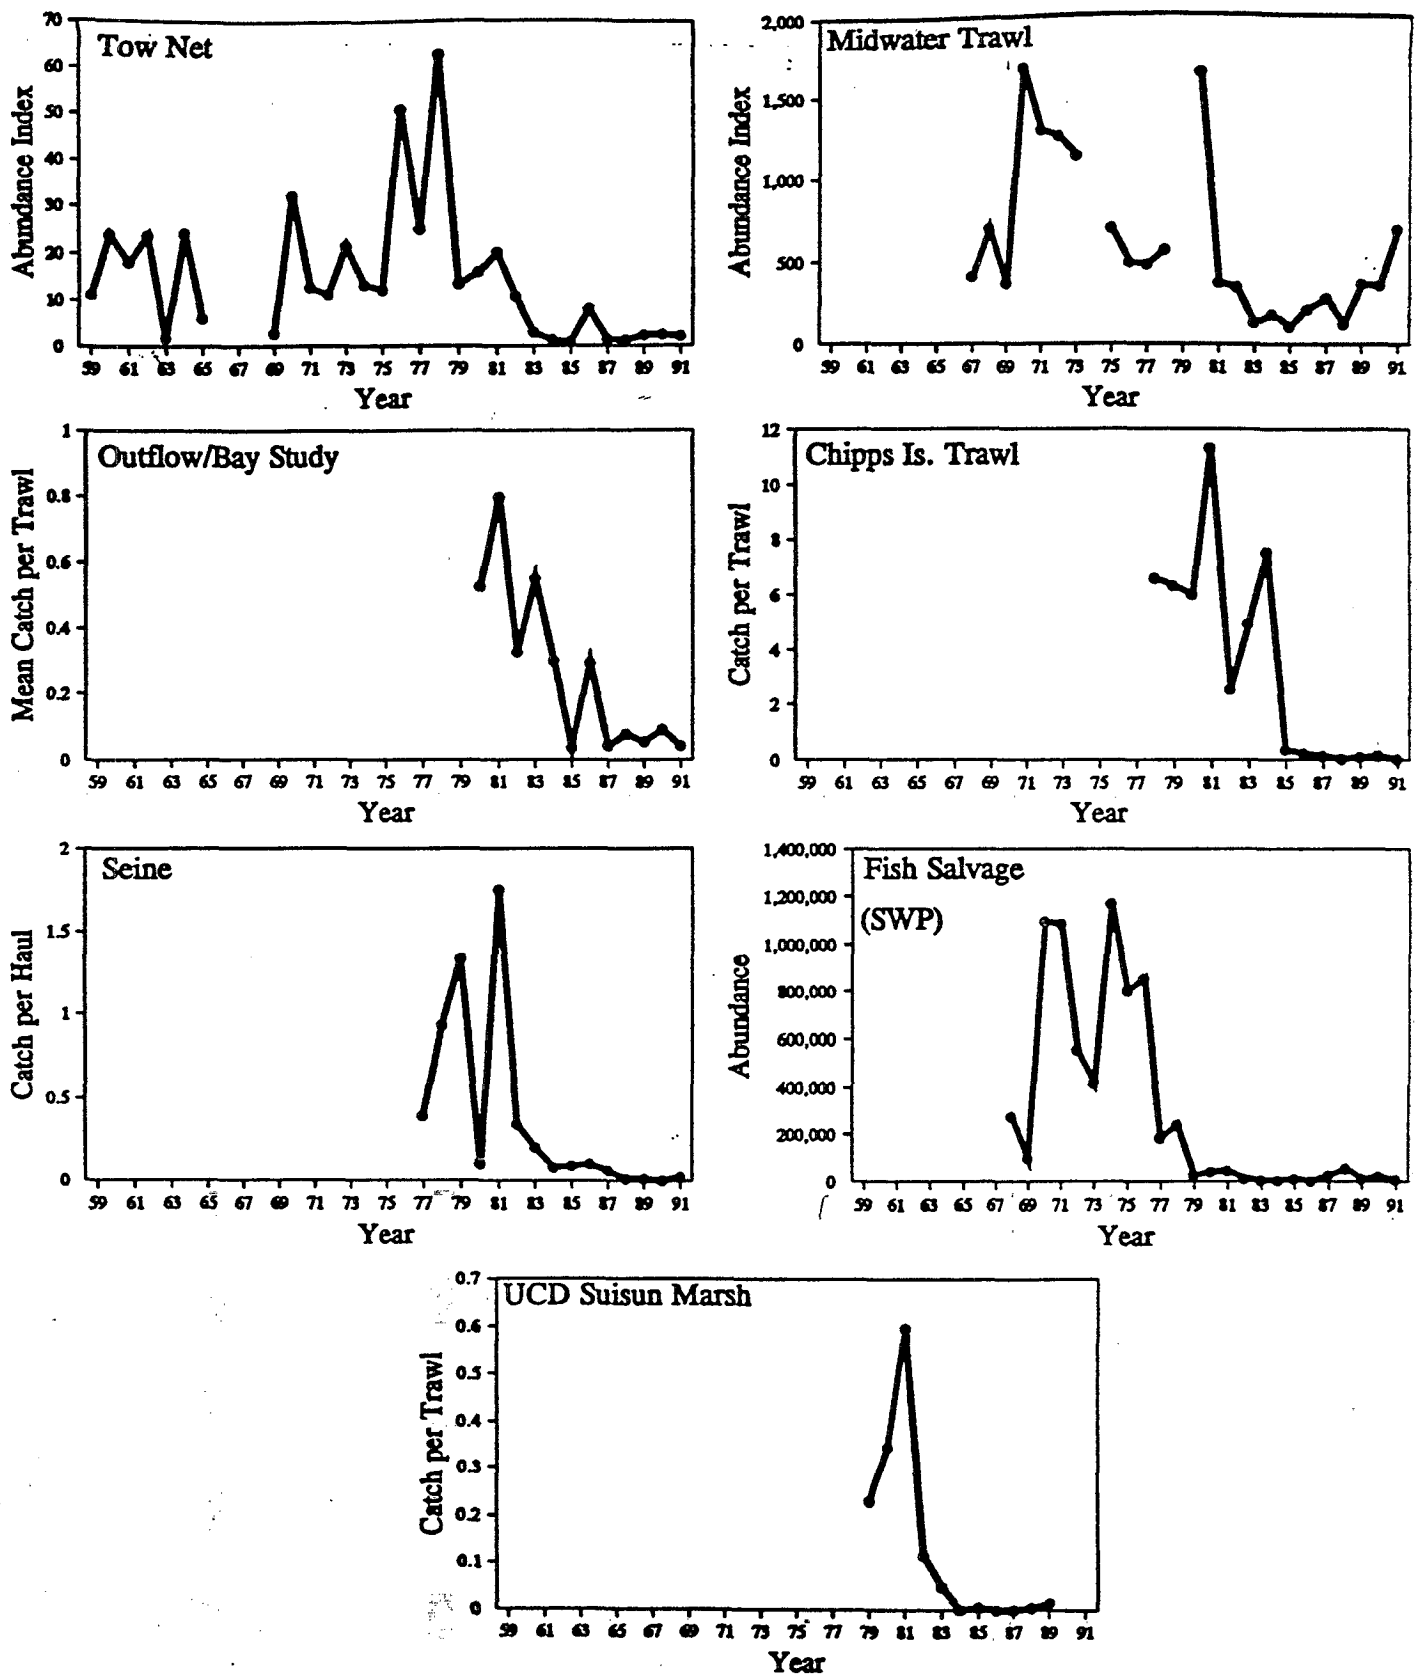 Tow Net
Abundance Index
70
60
50
40
30
20
10
0
59 61 63 65 67 69 71 73 75 77 79 81 83 85 87 89 91
Year
Midwater Trawl
Abundance Index
2,000
1,500
1,000
500
0
59 61 63 65 67 69 71 73 75 77 79 81 83 85 87 89 91
Year
Outflow/Bay Study
Mean Catch per Trawl
1
0.8
0.6
0.4
0.2
0
59 61 63 65 67 69 71 73 75 77 79 81 83 85 87 89 91
Year
Chipps Is. Trawl
Catch per Trawl
12
10
8
6
4
2
0
59 61 63 65 67 69 71 73 75 77 79 81 83 85 87 89 91
Year
Seine
Catch per Haul
2
1.5
1
0.5
0
59 61 63 65 67 69 71 73 75 77 79 81 83 85 87 89 91
Year
Fish Salvage
(SWP)
Abundance
1,400,000
1,200,000
1,000,000
800,000
600,000
400,000
200,000
0
59 61 63 65 67 69 71 73 75 77 79 81 83 85 87 89 91
Year
UCD Suisun Marsh
Catch per Trawl
0.7
0.6
0.5
0.4
0.3
0.2
0.1
0
59 61 63 65 67 69 71 73 75 77 79 81 83 85 87 89 91
Year